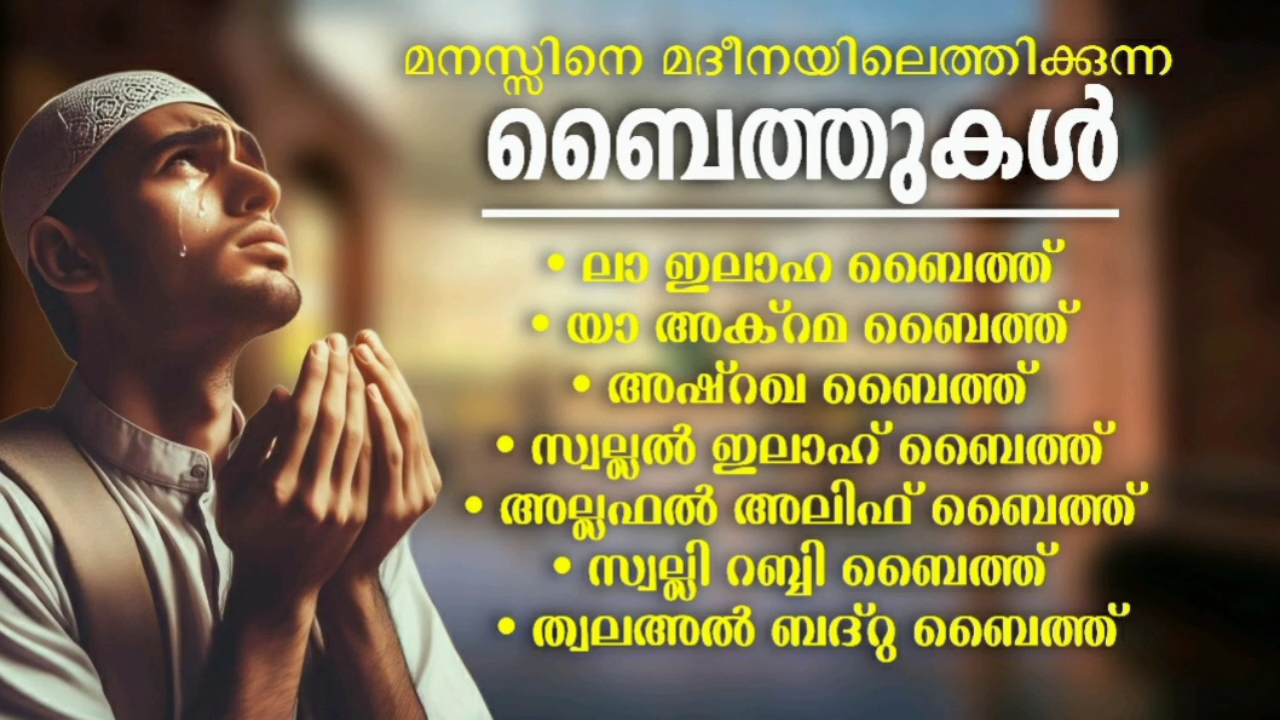 മനസ്സിനെ മദീനയിലെത്തിക്കുന്ന
ബൈത്തുകൾ
• ലാ ഇലാഹ ബൈത്ത്
• യാ അക്റമ ബൈത്ത്
• അഷ്റഖ ബൈത്ത്
• സ്വല്ലൽ ഇലാഹ് ബൈത്ത്
• അല്ലഫൽ അലിഫ് ബൈത്ത്
• സ്വല്ലി റബ്ബി ബൈത്ത്
• ത്വലഅൽ ബദ്റു ബൈത്ത്